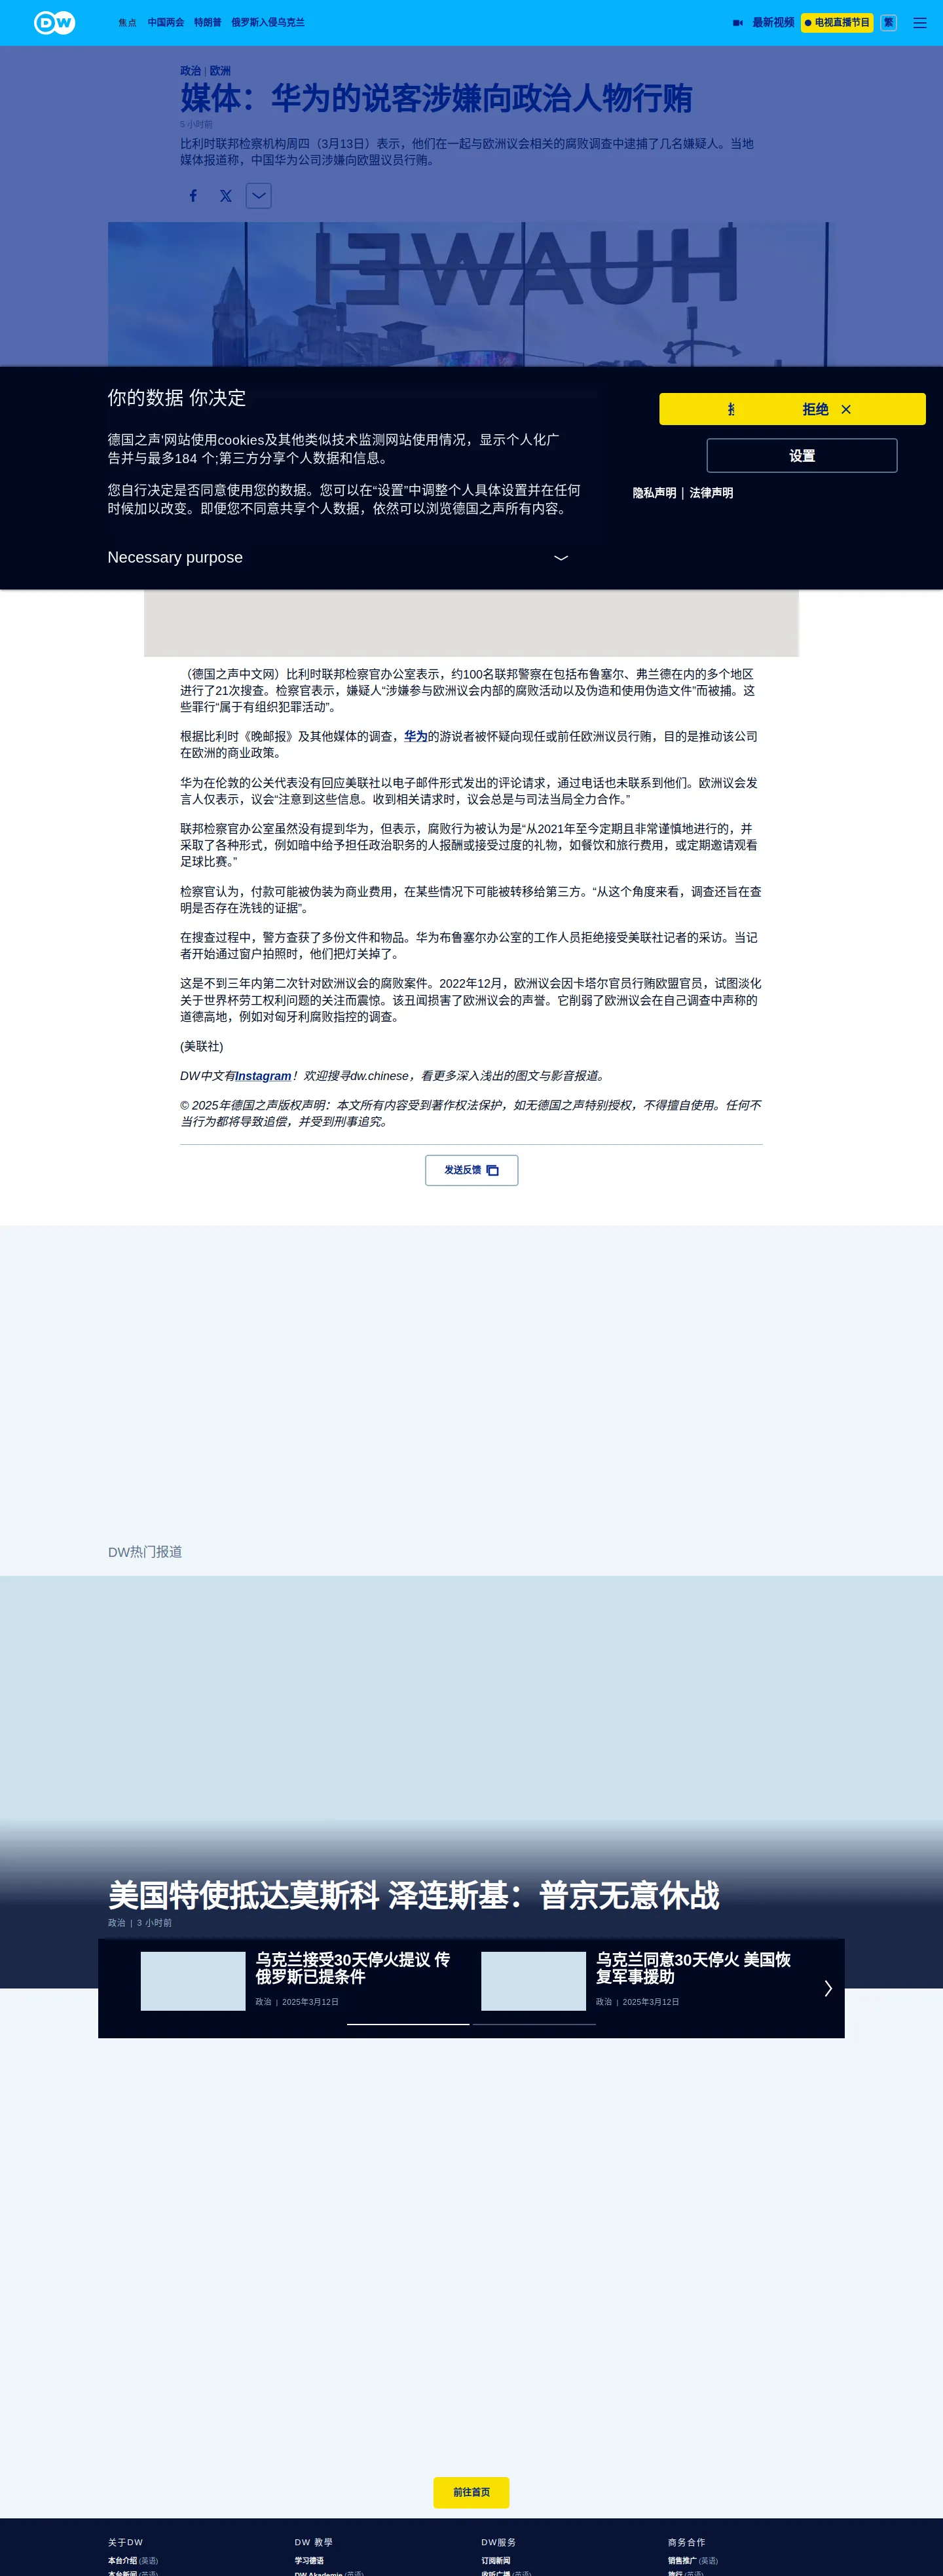 DW
焦点 中国两会 特朗普 俄罗斯入侵乌克兰
最新视频 电视直播节目 繁
政治 | 欧洲
媒体：华为的说客涉嫌向政治人物行贿
5 小时前
比利时联邦检察机构周四（3月13日）表示，他们在一起与欧洲议会相关的腐败调查中逮捕了几名嫌疑人。当地
媒体报道称，中国华为公司涉嫌向欧盟议员行贿。
HUAWEI
你的数据 你决定
德国之声'网站使用cookies及其他类似技术监测网站使用情况，显示个人化广
告并与最多184 个;第三方分享个人数据和信息。
您自行决定是否同意使用您的数据。您可以在“设置”中调整个人具体设置并在任何
时候加以改变。即便您不同意共享个人数据，依然可以浏览德国之声所有内容。
Necessary purpose
拒绝
设置
隐私声明 | 法律声明
（德国之声中文网）比利时联邦检察官办公室表示，约100名联邦警察在包括布鲁塞尔、弗兰德在内的多个地区
进行了21次搜查。检察官表示，嫌疑人“涉嫌参与欧洲议会内部的腐败活动以及伪造和使用伪造文件”而被捕。这
些罪行“属于有组织犯罪活动”。
根据比利时《晚邮报》及其他媒体的调查，华为的游说者被怀疑向现任或前任欧洲议员行贿，目的是推动该公司
在欧洲的商业政策。
华为在伦敦的公关代表没有回应美联社以电子邮件形式发出的评论请求，通过电话也未联系到他们。欧洲议会发
言人仅表示，议会“注意到这些信息。收到相关请求时，议会总是与司法当局全力合作。”
联邦检察官办公室虽然没有提到华为，但表示，腐败行为被认为是“从2021年至今定期且非常谨慎地进行的，并
采取了各种形式，例如暗中给予担任政治职务的人报酬或接受过度的礼物，如餐饮和旅行费用，或定期邀请观看
足球比赛。”
检察官认为，付款可能被伪装为商业费用，在某些情况下可能被转移给第三方。“从这个角度来看，调查还旨在查
明是否存在洗钱的证据”。
在搜查过程中，警方查获了多份文件和物品。华为布鲁塞尔办公室的工作人员拒绝接受美联社记者的采访。当记
者开始通过窗户拍照时，他们把灯关掉了。
这是不到三年内第二次针对欧洲议会的腐败案件。2022年12月，欧洲议会因卡塔尔官员行贿欧盟官员，试图淡化
关于世界杯劳工权利问题的关注而震惊。该丑闻损害了欧洲议会的声誉。它削弱了欧洲议会在自己调查中声称的
道德高地，例如对匈牙利腐败指控的调查。
(美联社)
DW中文有Instagram！欢迎搜寻dw.chinese，看更多深入浅出的图文与影音报道。
© 2025年德国之声版权声明：本文所有内容受到著作权法保护，如无德国之声特别授权，不得擅自使用。任何不
当行为都将导致追偿，并受到刑事追究。
发送反馈
DW热门报道
美国特使抵达莫斯科 泽连斯基：普京无意休战
政治 | 3 小时前
乌克兰接受30天停火提议 传
俄罗斯已提条件
政治 | 2025年3月12日
乌克兰同意30天停火 美国恢
复军事援助
政治 | 2025年3月12日
前往首页
关于DW DW 教學 DW服务 商务合作
本台介绍 (英语) 学习德语 订阅新闻 销售推广 (英语)
本台新闻 (英语) DW Akademie (英语) 收听广播 (英语) 旅行 (英语)